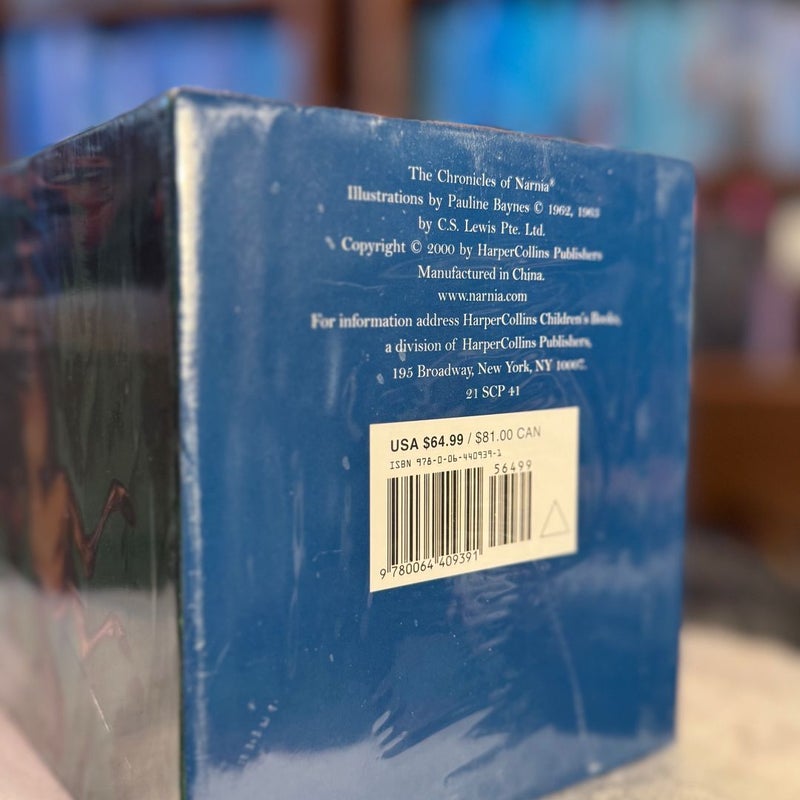 The Chronicles of Narnia®
Illustrations by Pauline Baynes © 1962, 1963
by C.S. Lewis Pte. Ltd.
Copyright © 2000 by HarperCollins Publishers
Manufactured in China.
www.narnia.com
For information address HarperCollins Children's Books,
a division of HarperCollins Publishers,
195 Broadway, New York, NY 10007.
21 SCP 41
USA $64.99 / $81.00 CAN
ISBN 978-0-06-440939-1
56499
9 780064 409391